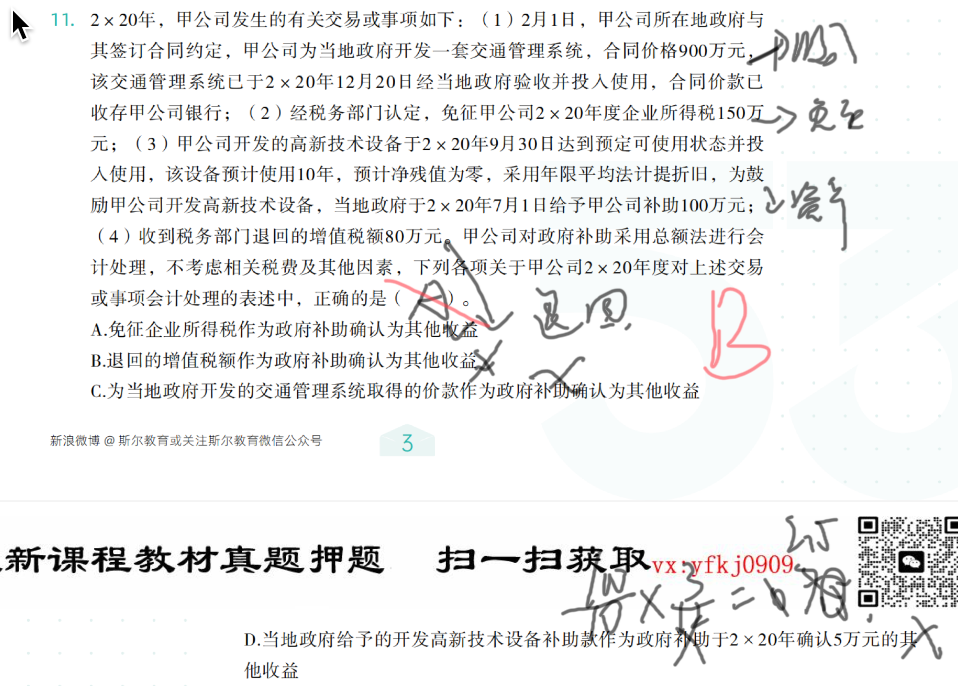 11. 2×20年，甲公司发生的有关交易或事项如下：（1）2月1日，甲公司所在地政府与
其签订合同约定，甲公司为当地政府开发一套交通管理系统，合同价格900万元，
该交通管理系统已于2×20年12月20日经当地政府验收并投入使用，合同价款已
收存甲公司银行；（2）经税务部门认定，免征甲公司2×20年度企业所得税150万
元；（3）甲公司开发的高新技术设备于2×20年9月30日达到预定可使用状态并投
入使用，该设备预计使用10年，预计净残值为零，采用年限平均法计提折旧，为鼓
励甲公司开发高新技术设备，当地政府于2×20年7月1日给予甲公司补助100万元；
（4）收到税务部门退回的增值税额80万元。甲公司对政府补助采用总额法进行会
计处理，不考虑相关税费及其他因素，下列各项关于甲公司2×20年度对上述交易
或事项会计处理的表述中，正确的是（ A ）。
退回
B
A.免征企业所得税作为政府补助确认为其他收益
B.退回的增值税额作为政府补助确认为其他收益
C.为当地政府开发的交通管理系统取得的价款作为政府补助确认为其他收益
新浪微博 @ 斯尔教育或关注斯尔教育微信公众号
3
新课程教材真题押题 扫一扫获取vx:yfkj0909
D.当地政府给予的开发高新技术设备补助款作为政府补助于2×20年确认5万元的其
他收益